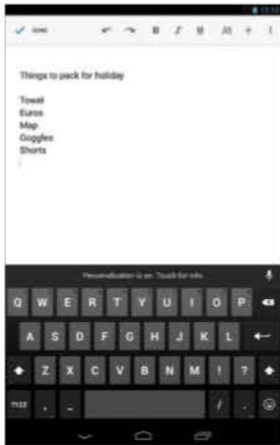 DONE B I U
Things to pack for holiday
Towel
Euros
Map
Goggles
Shorts
Personalization is on. Touch for info.
Q W E R T Y U I O P
A S D F G H J K L
Z X C V B N M ! ?
?123 , _ / .